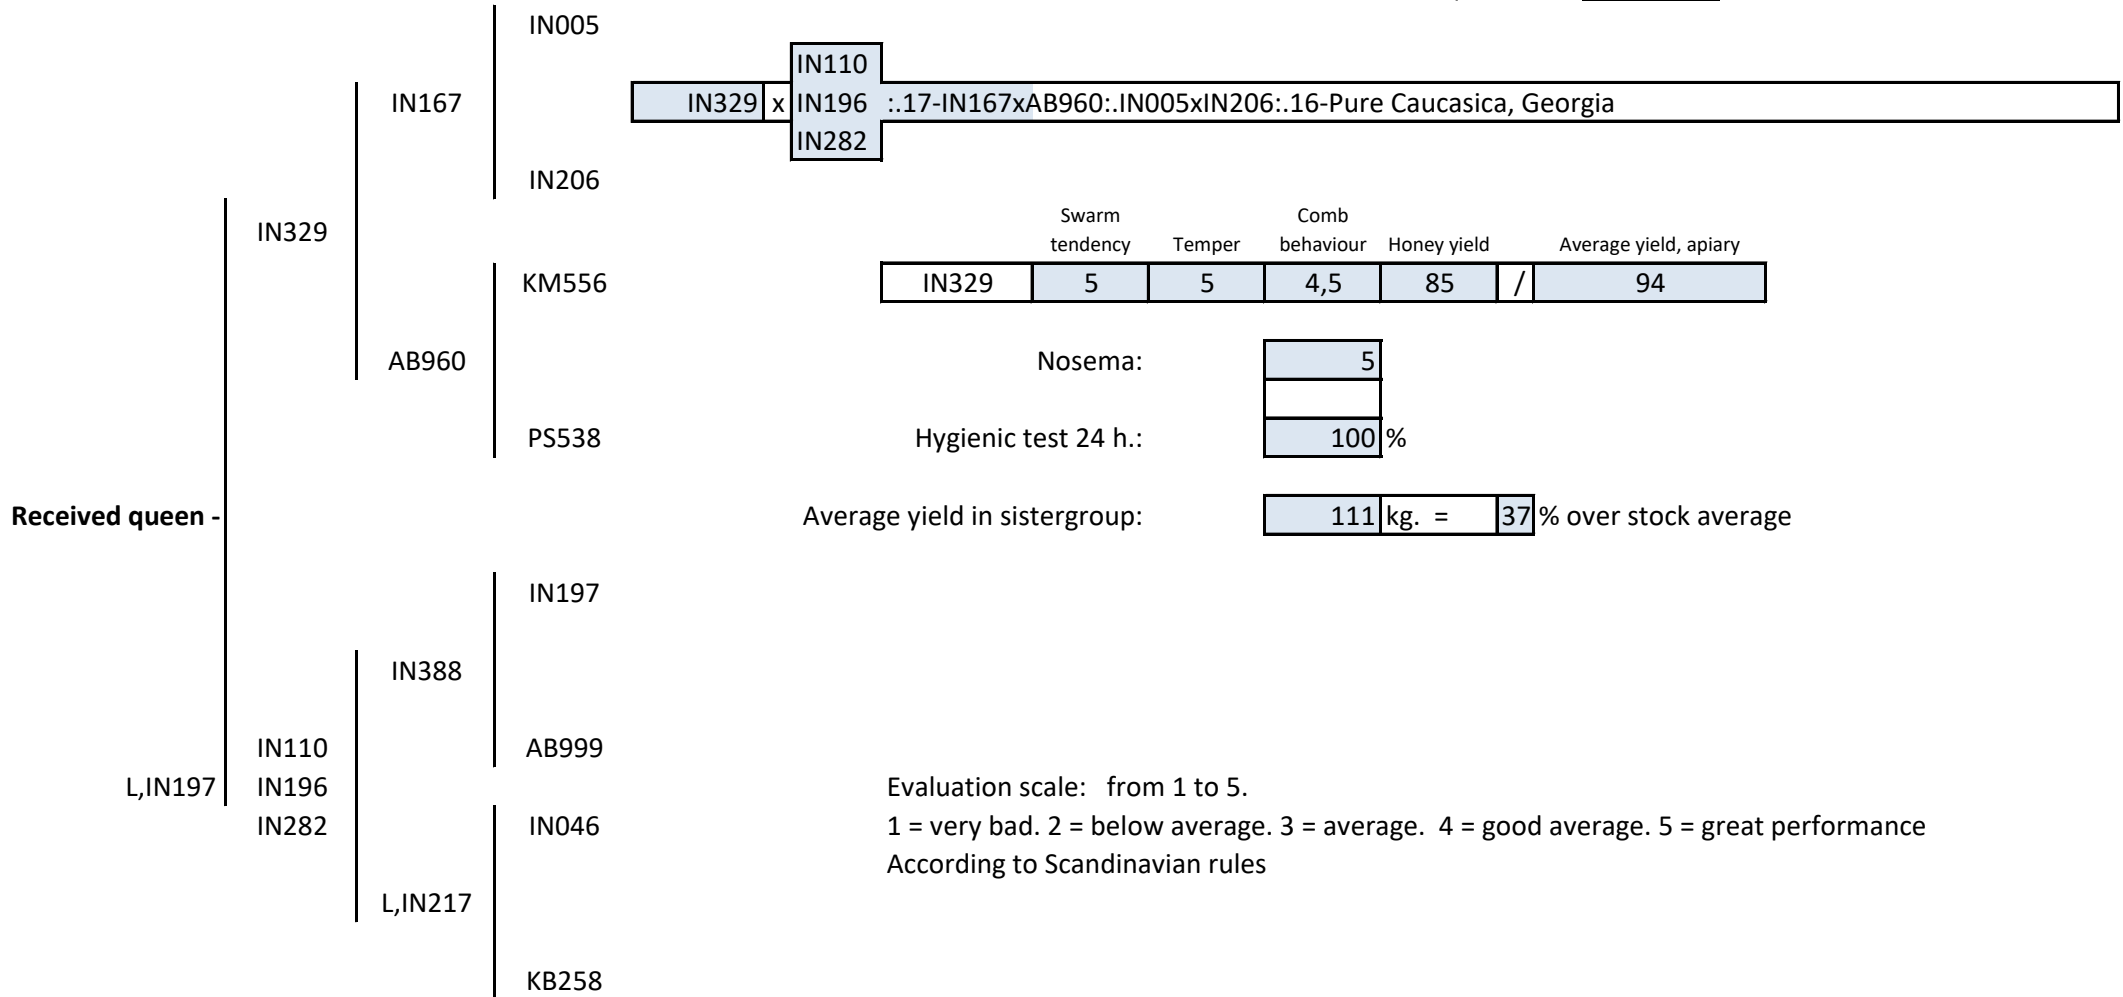 IN005
IN110
IN167
IN329 x IN196 :.17-IN167xAB960:.IN005xIN206:.16-Pure Caucasica, Georgia
IN282
IN206
IN329
Swarm tendency Temper Comb behaviour Honey yield Average yield, apiary
KM556
IN329 5 5 4,5 85 / 94
AB960
Nosema: 5
PS538
Hygienic test 24 h.: 100 %
Received queen -
Average yield in sistergroup: 111 kg. = 37 % over stock average
IN197
IN388
IN110
AB999
L,IN197 IN196
Evaluation scale: from 1 to 5.
IN282
IN046
1 = very bad. 2 = below average. 3 = average. 4 = good average. 5 = great performance
According to Scandinavian rules
L,IN217
KB258